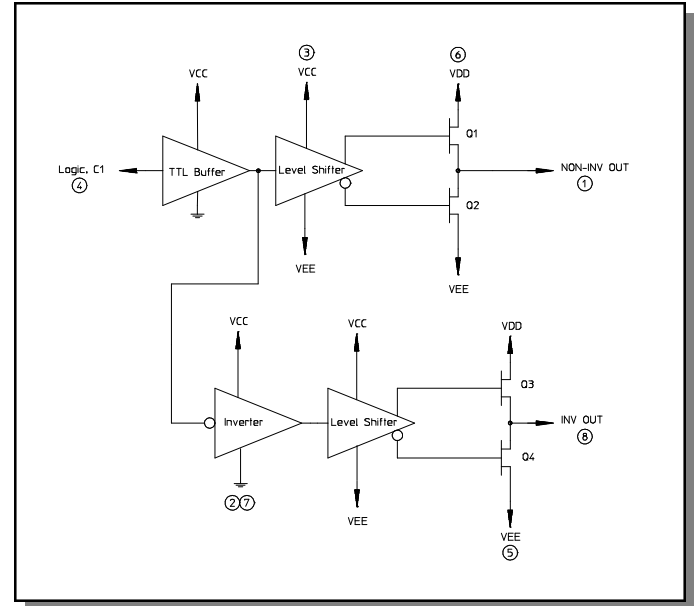 3
6
VCC
VCC
VDD
Q1
Logic, C1
TTL Buffer
Level Shifter
NON-INV OUT
4
1
Q2
VEE
VEE
VCC
VCC
VDD
Q3
Inverter
Level Shifter
INV OUT
8
Q4
2 7
VEE
VEE
5